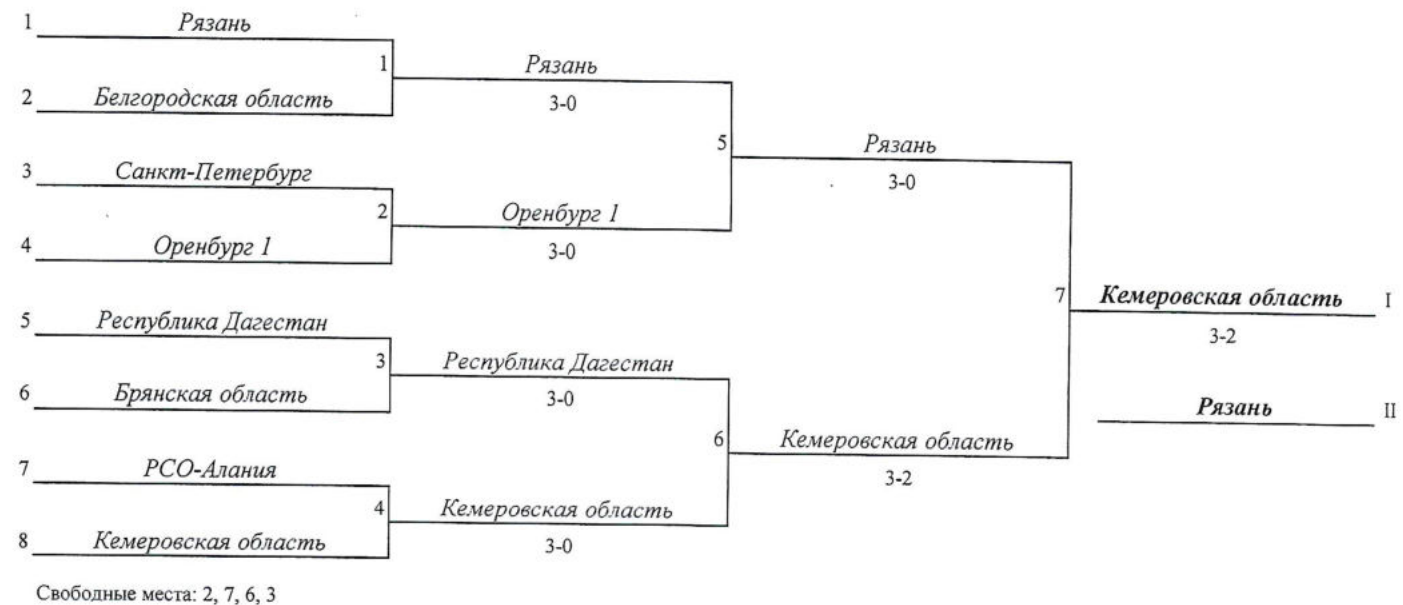 1 Рязань
1 Рязань
2 Белгородская область
3-0
5 Рязань
3 Санкт-Петербург
3-0
2 Оренбург 1
4 Оренбург 1
3-0
7 Кемеровская область I
5 Республика Дагестан
3-2
3 Республика Дагестан
6 Брянская область
3-0
Рязань II
6 Кемеровская область
7 РСО-Алания
3-2
4 Кемеровская область
8 Кемеровская область
3-0
Свободные места: 2, 7, 6, 3